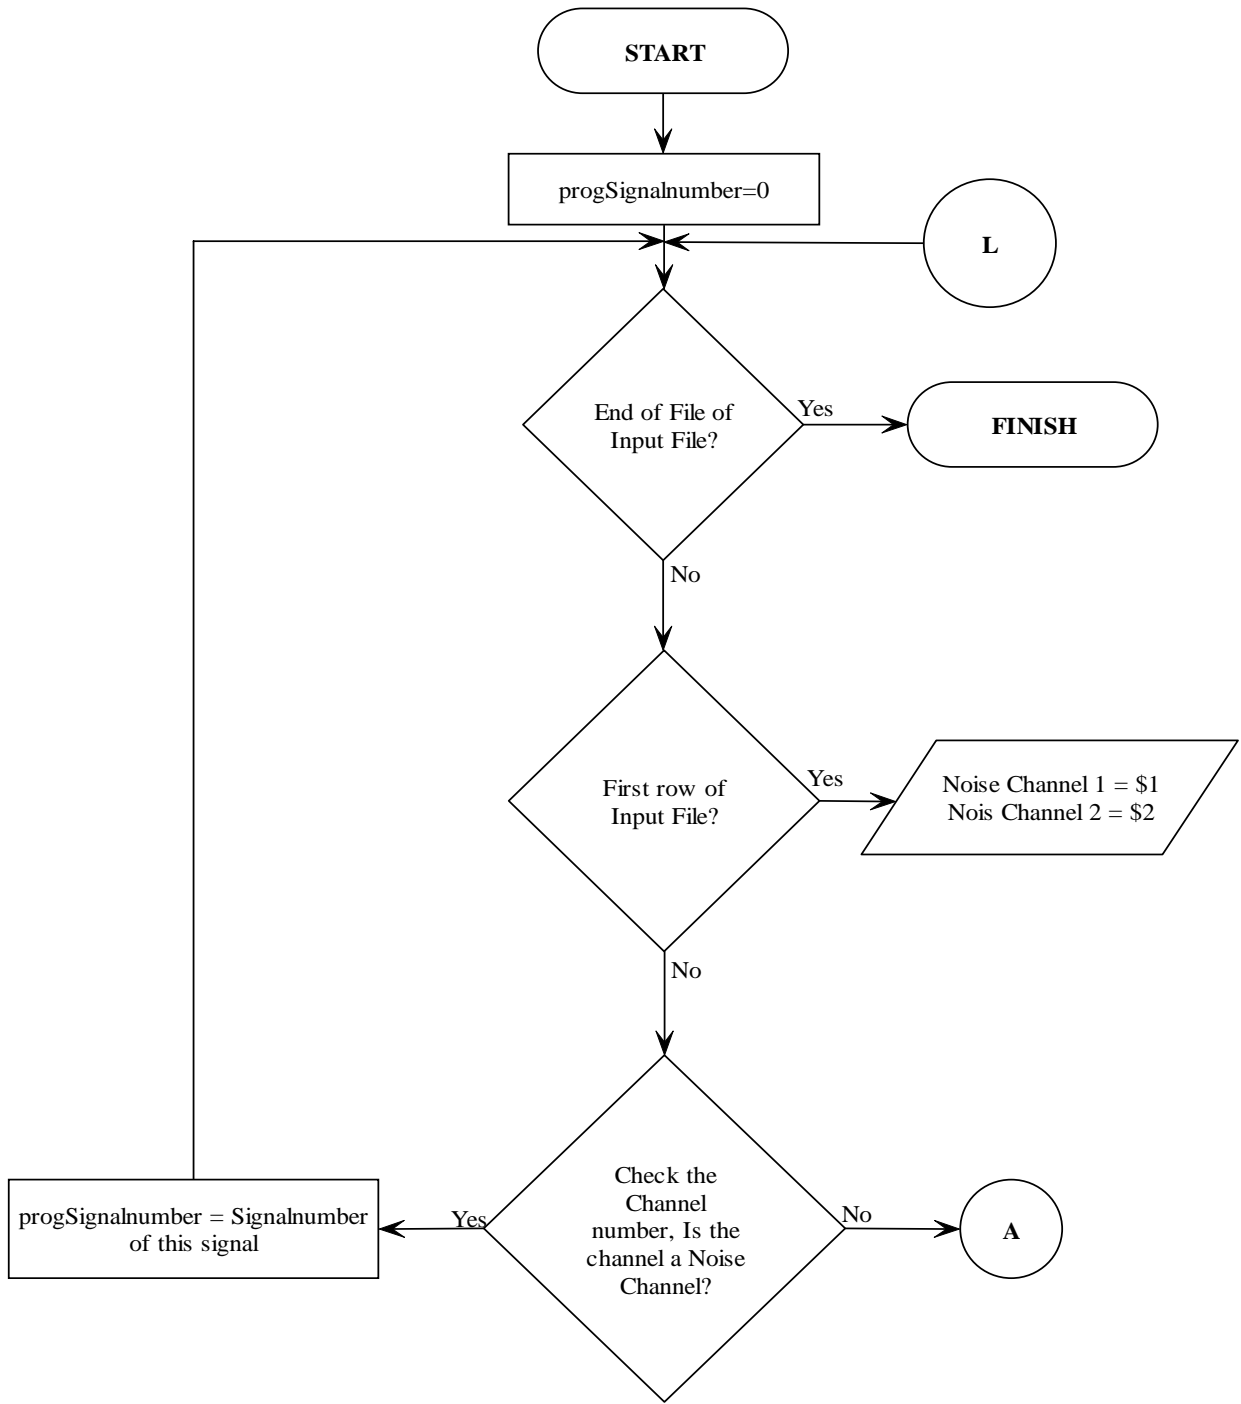 START
progSignalnumber=0
L
End of File of
Input File?
Yes
FINISH
No
First row of
Input File?
Yes
Noise Channel 1 = $1
Nois Channel 2 = $2
No
Check the
Channel
number, Is the
channel a Noise
Channel?
Yes
progSignalnumber = Signalnumber
of this signal
No
A